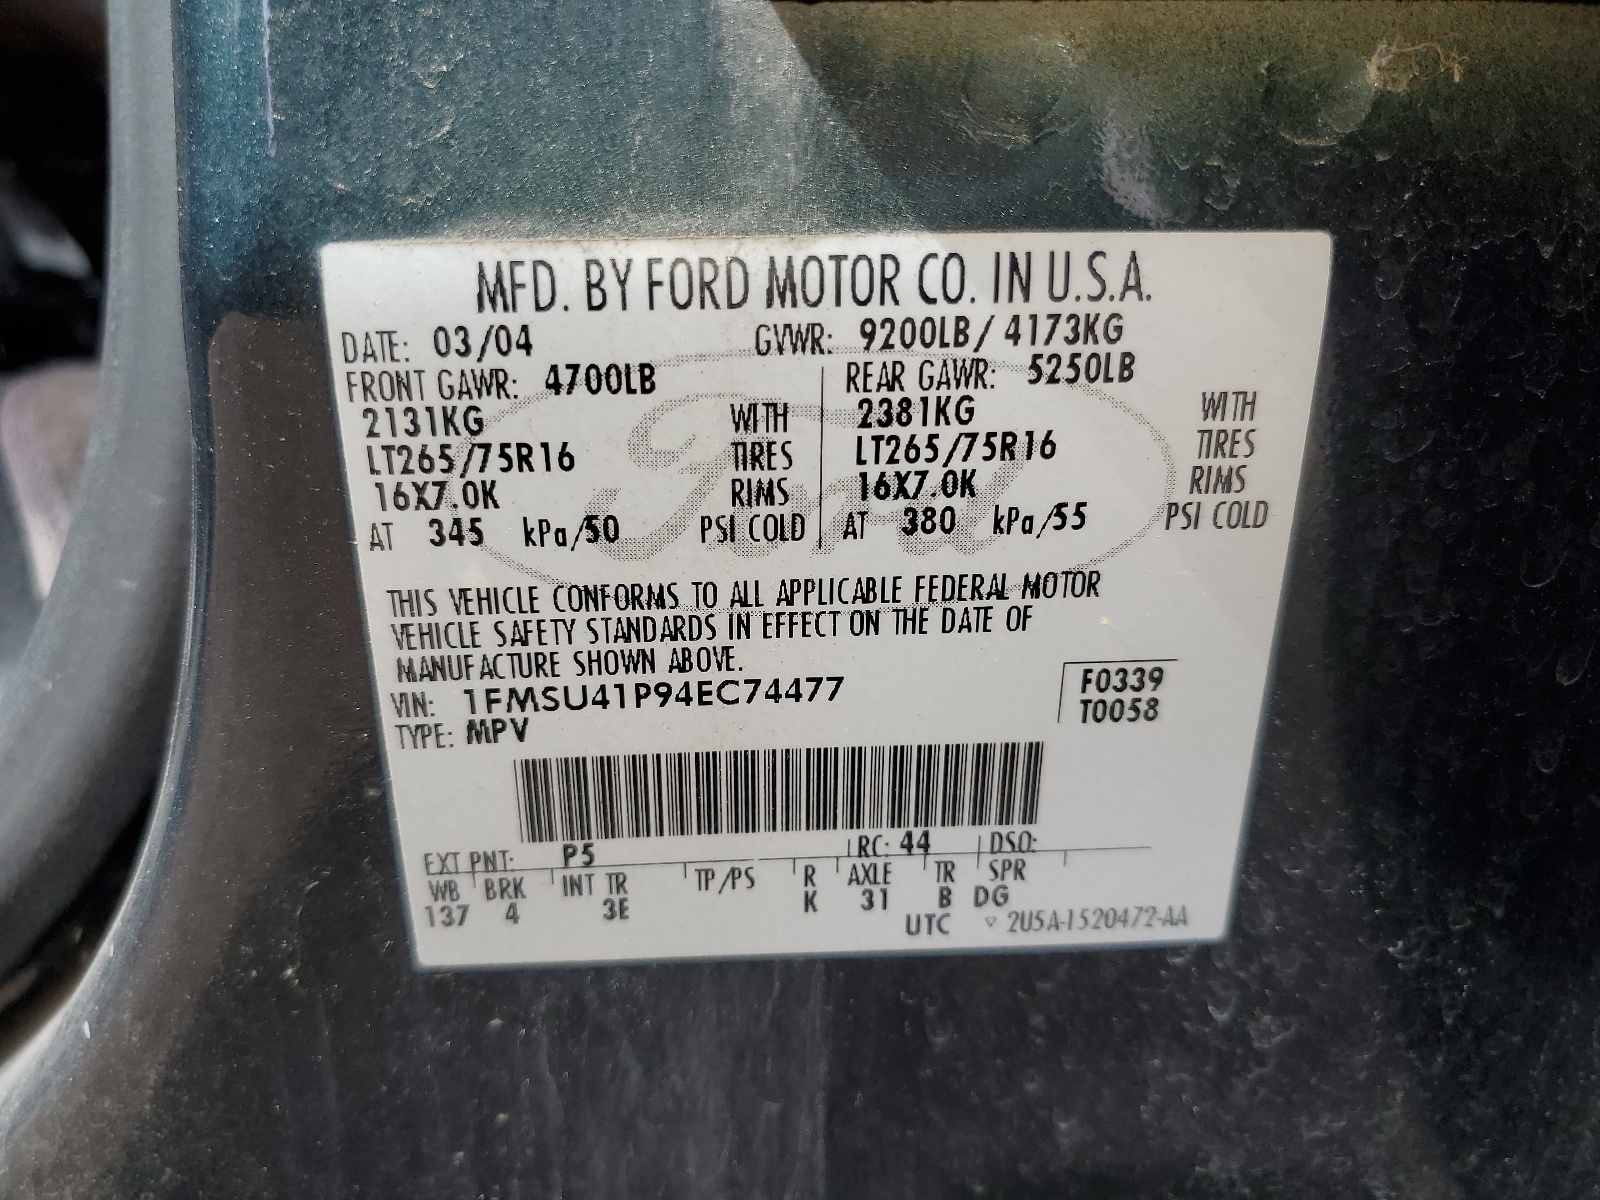 MFD. BY FORD MOTOR CO. IN U.S.A.
DATE: 03/04 GVWR: 9200LB/ 4173KG
FRONT GAWR: 4700LB REAR GAWR: 5250LB
2131KG WITH 2381KG WITH
LT265/75R16 TIRES LT265/75R16 TIRES
16X7.0K RIMS 16X7.0K RIMS
AT 345 kPa/50 PSI COLD AT 380 kPa/55 PSI COLD
Ford
THIS VEHICLE CONFORMS TO ALL APPLICABLE FEDERAL MOTOR
VEHICLE SAFETY STANDARDS IN EFFECT ON THE DATE OF
MANUFACTURE SHOWN ABOVE.
VIN: 1FMSU41P94EC74477 F0339
TYPE: MPV T0058
EXT PNT: P5 RC: 44 DSO:
WB BRK INT TR TP/PS R AXLE TR SPR
137 4 3E K 31 B DG
UTC ▽ 2U5A-1520472-AA